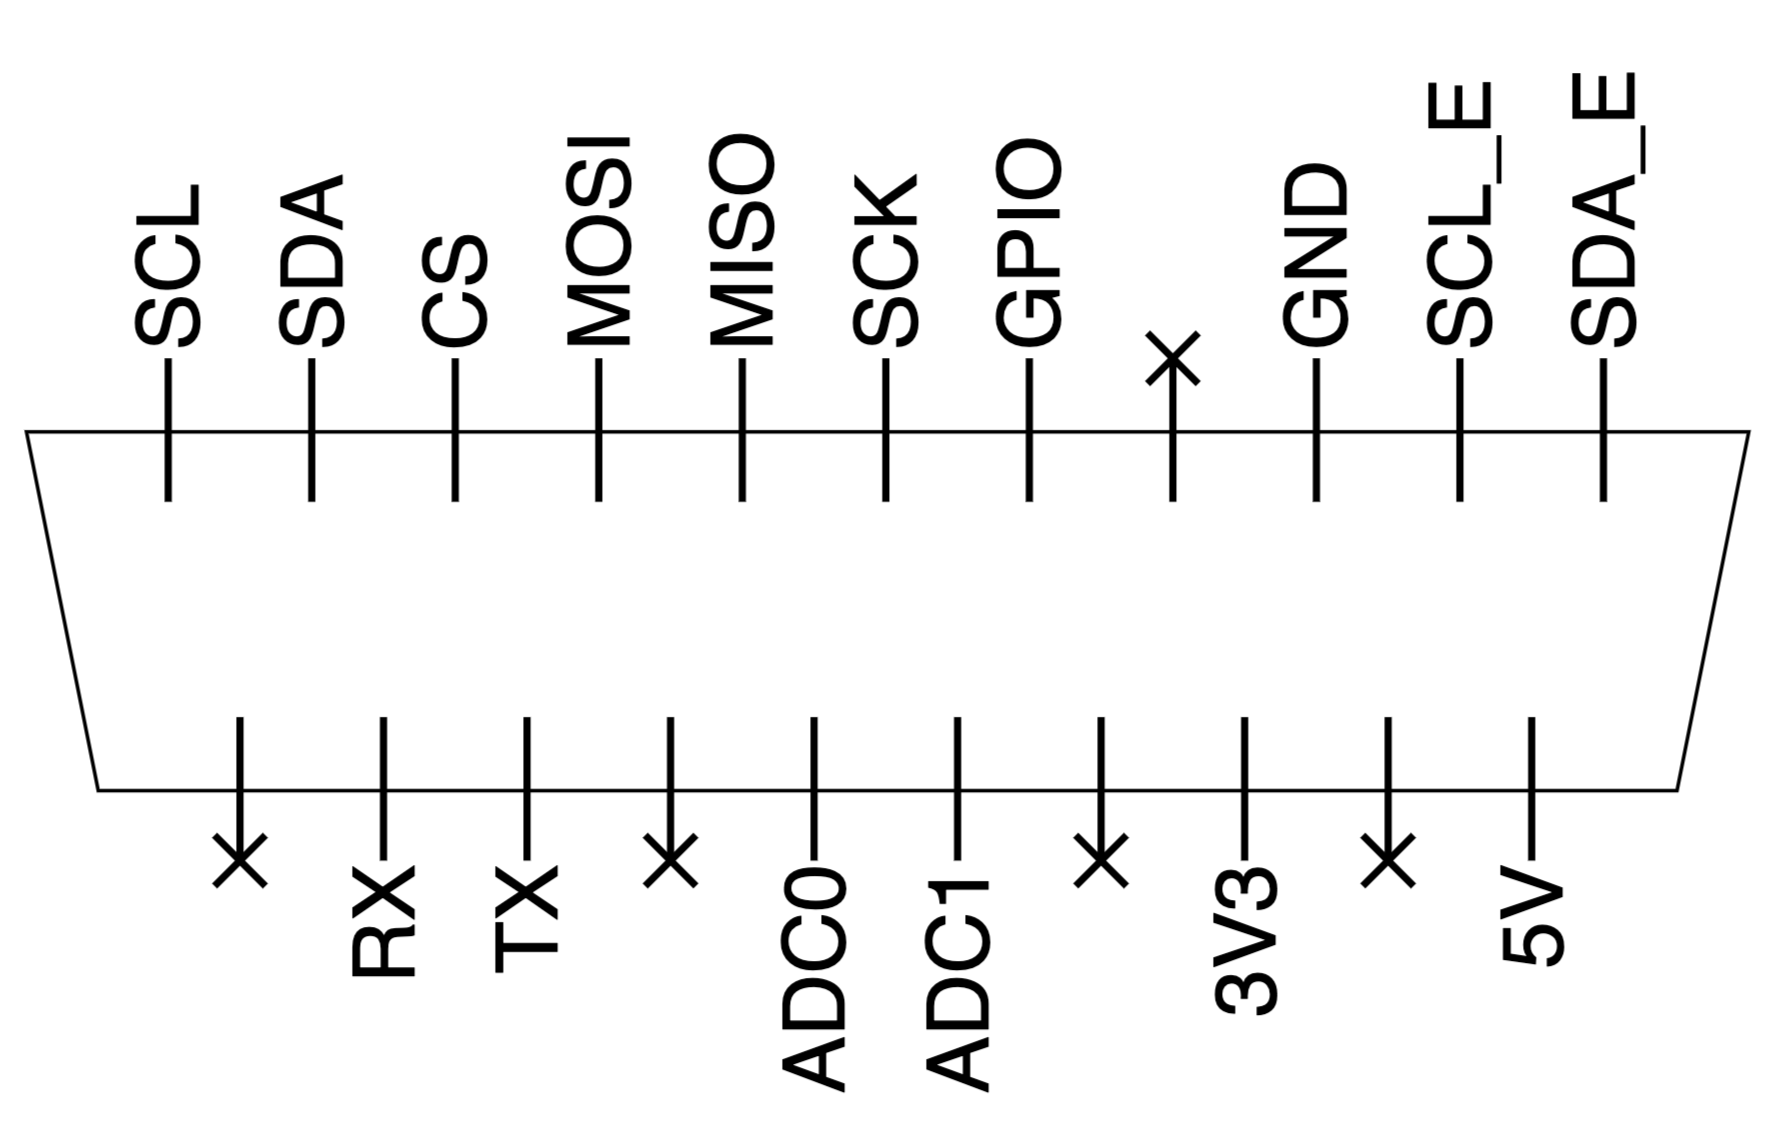 SCL
SDA
CS
MOSI
MISO
SCK
GPIO
GND
SCL_E
SDA_E
RX
TX
ADC0
ADC1
3V3
5V